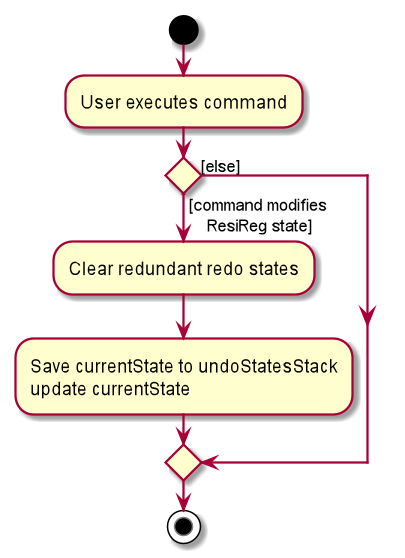 User executes command
[else]
[command modifies
ResiReg state]
Clear redundant redo states
Save currentState to undoStatesStack
update currentState